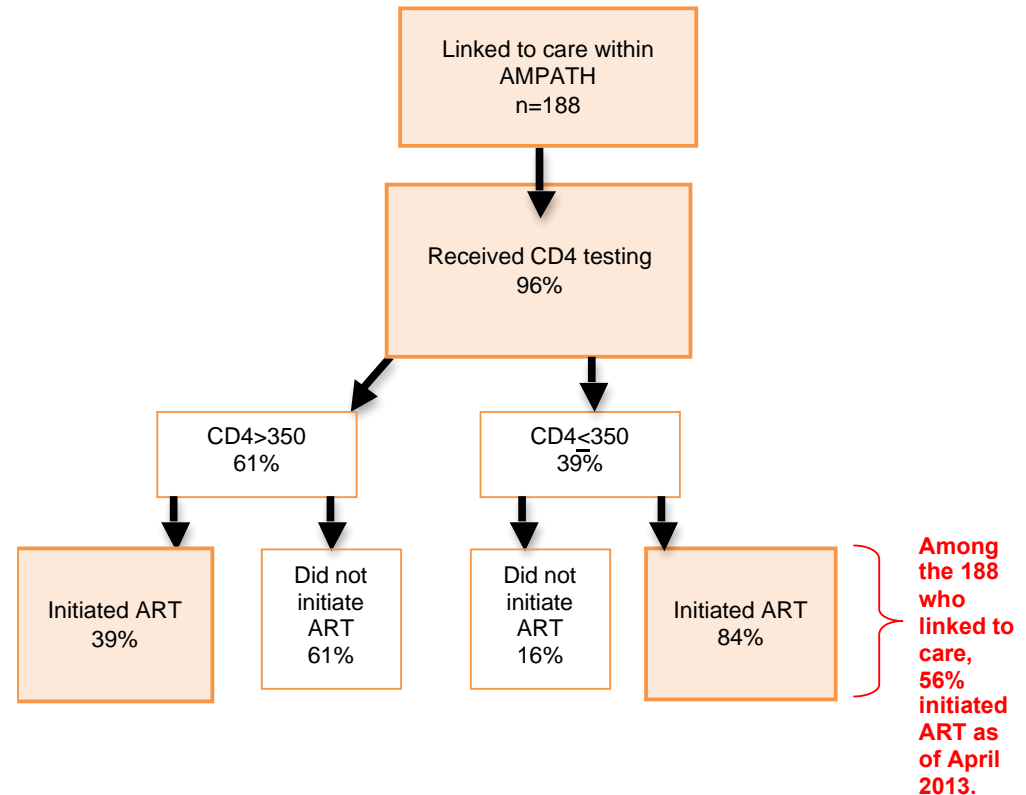 Linked to care within
AMPATH
n=188
Received CD4 testing
96%
CD4>350
61%
CD4≤350
39%
Initiated ART
39%
Did not
initiate
ART
61%
Did not
initiate
ART
16%
Initiated ART
84%
Among
the 188
who
linked to
care,
56%
initiated
ART as
of April
2013.